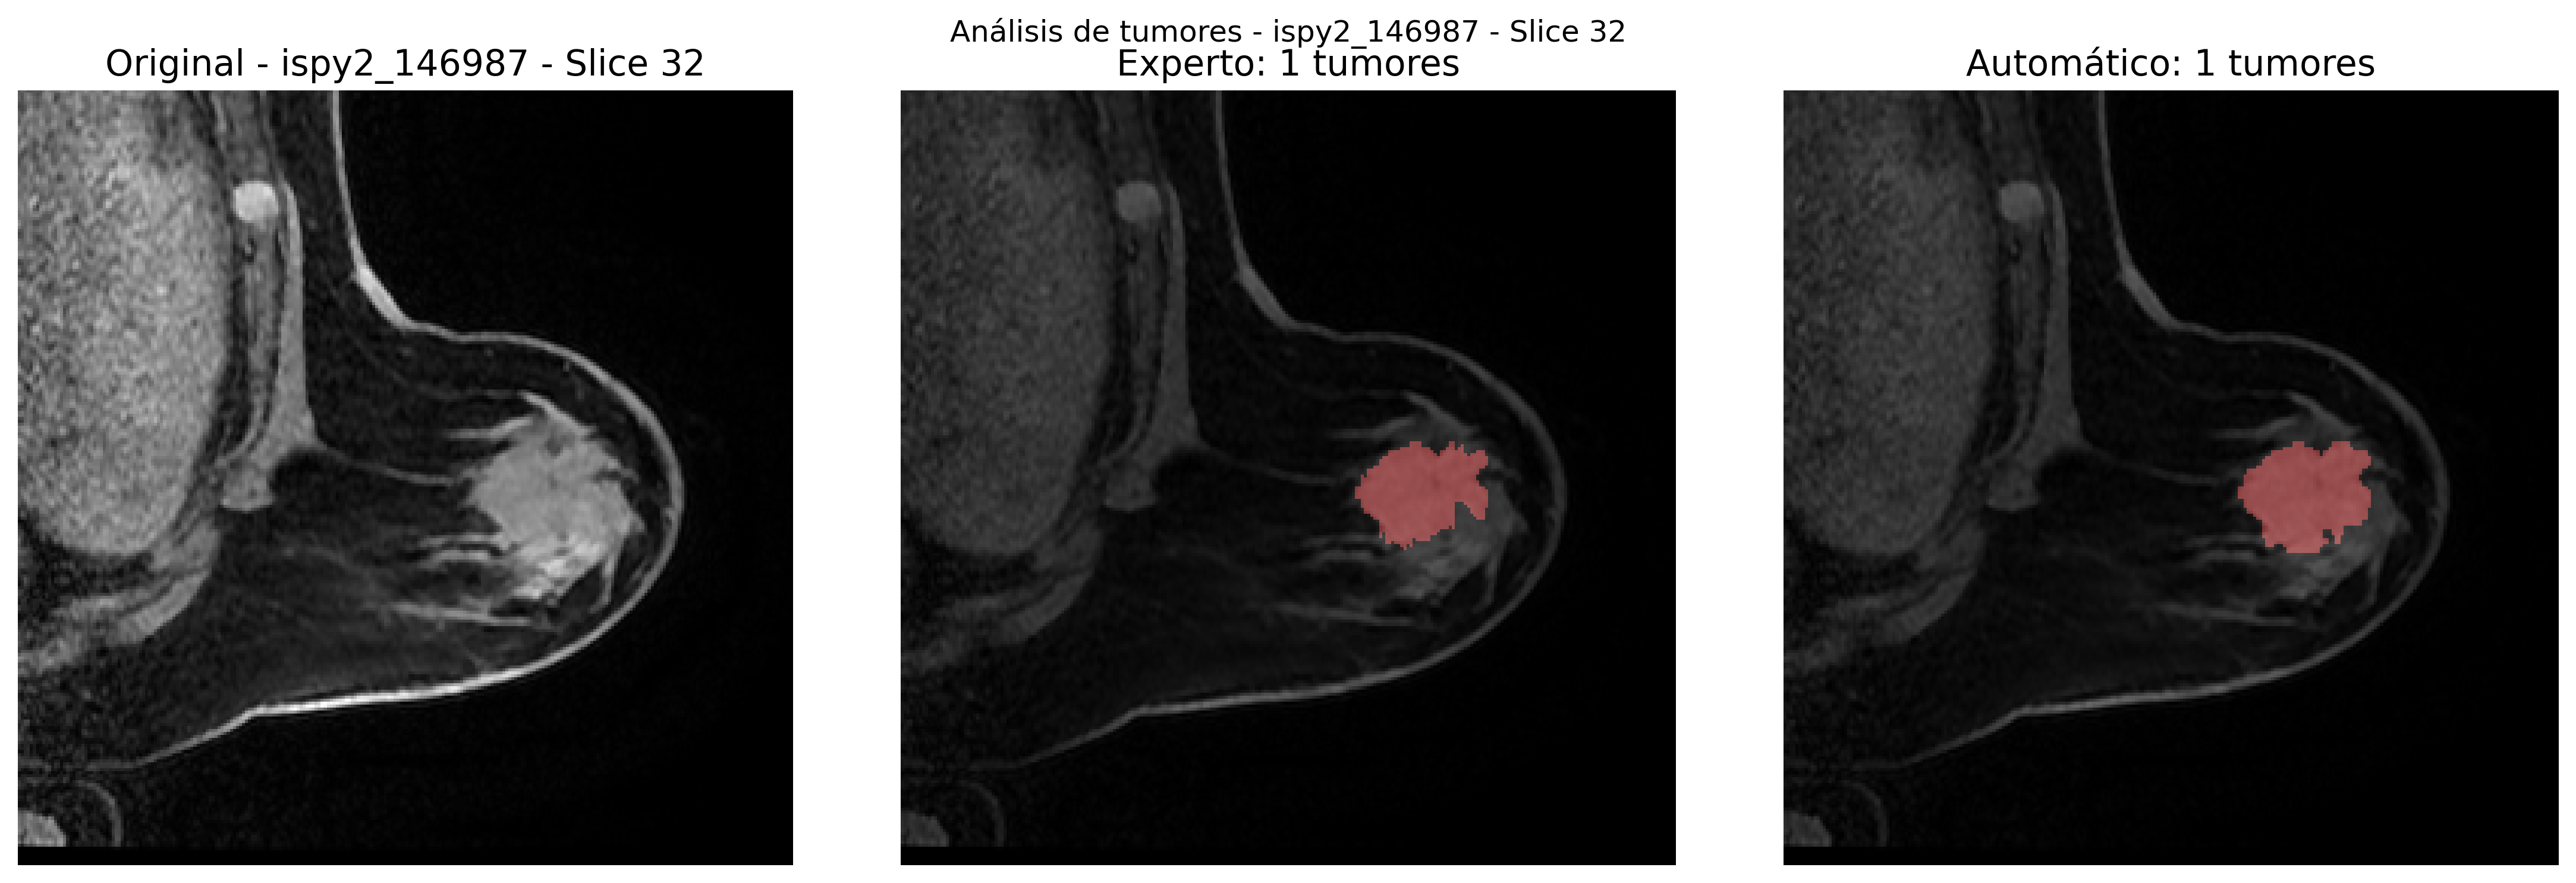 Análisis de tumores - ispy2_146987 - Slice 32
Original - ispy2_146987 - Slice 32
Experto: 1 tumores
Automático: 1 tumores